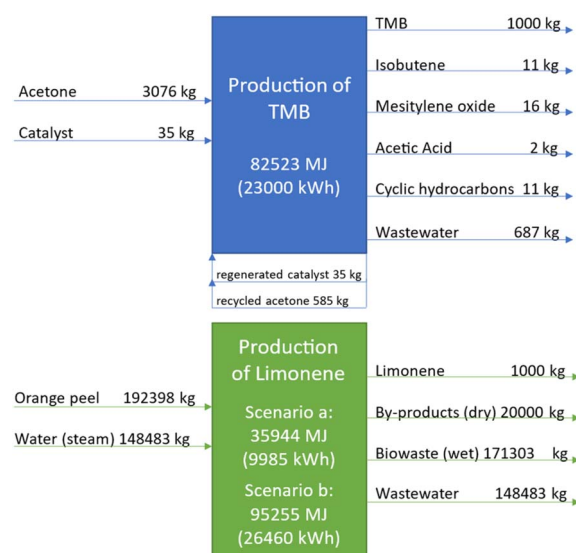 Acetone 3076 kg
Catalyst 35 kg
Production of
TMB
82523 MJ
(23000 kWh)
TMB 1000 kg
Isobutene 11 kg
Mesitylene oxide 16 kg
Acetic Acid 2 kg
Cyclic hydrocarbons 11 kg
Wastewater 687 kg
regenerated catalyst 35 kg
recycled acetone 585 kg
Orange peel 192398 kg
Water (steam) 148483 kg
Production
of Limonene
Scenario a:
35944 MJ
(9985 kWh)
Scenario b:
95255 MJ
(26460 kWh)
Limonene 1000 kg
By-products (dry) 20000 kg
Biowaste (wet) 171303 kg
Wastewater 148483 kg